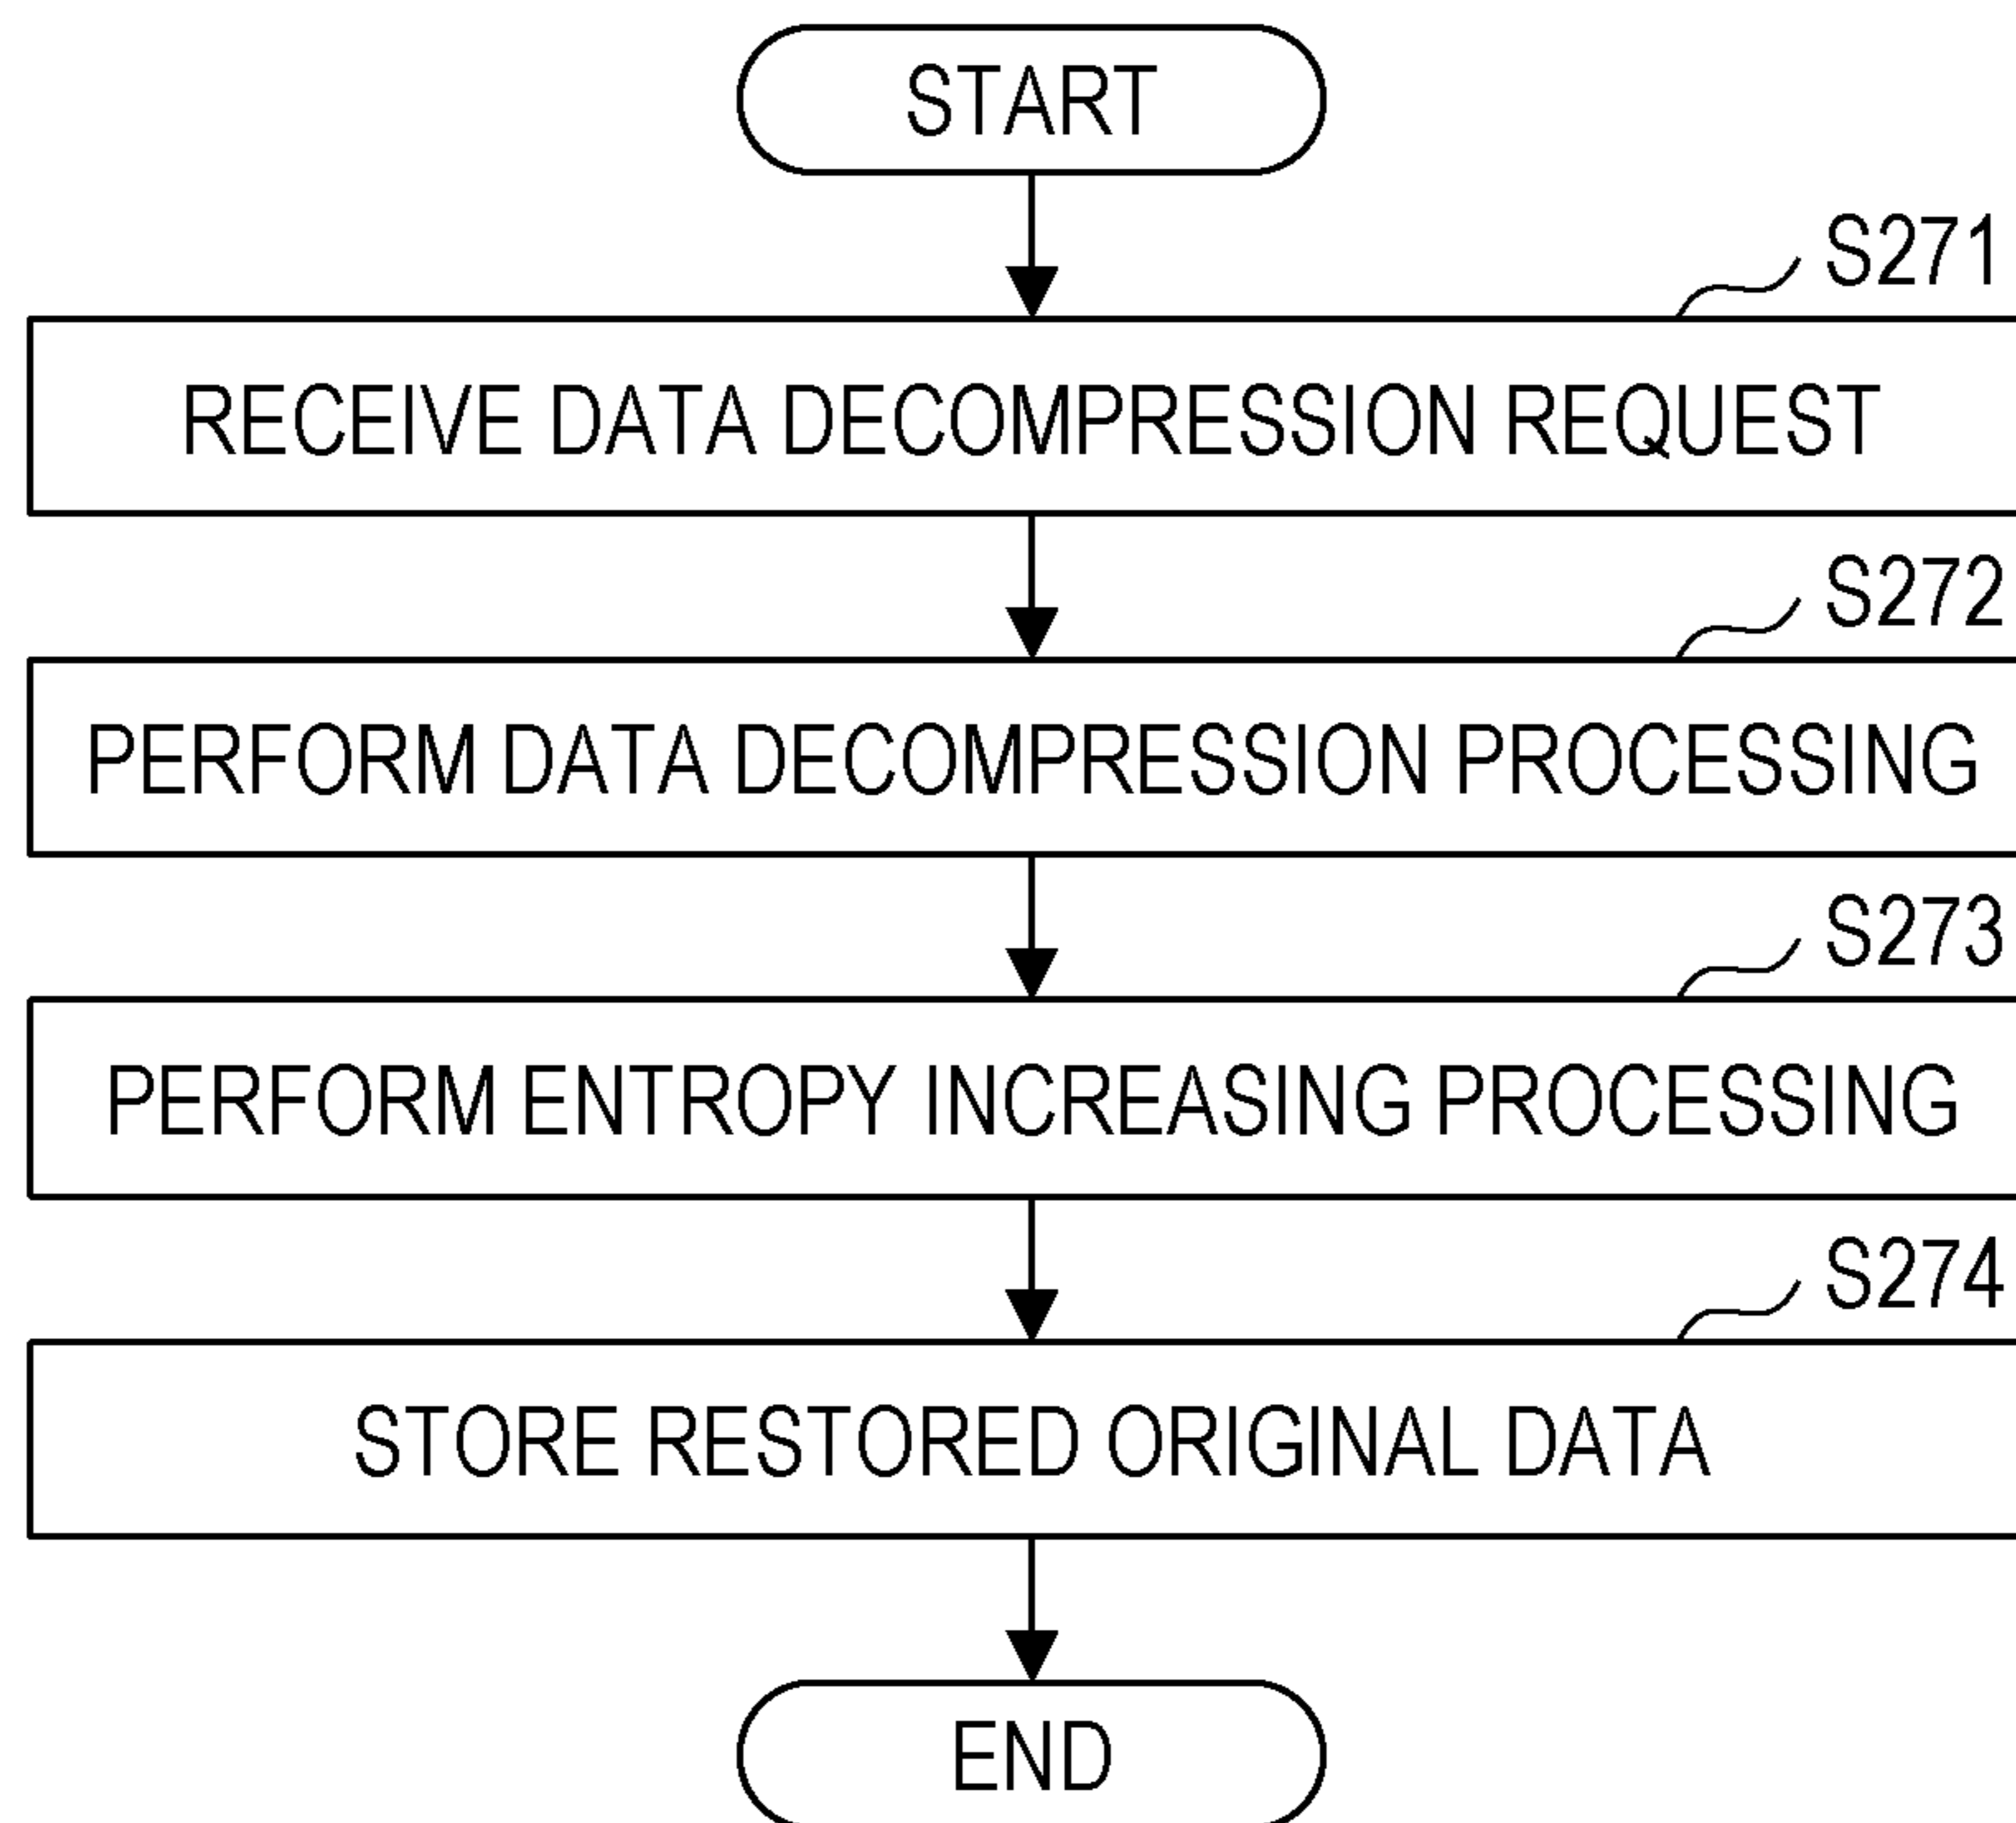 START
S271
RECEIVE DATA DECOMPRESSION REQUEST
S272
PERFORM DATA DECOMPRESSION PROCESSING
S273
PERFORM ENTROPY INCREASING PROCESSING
S274
STORE RESTORED ORIGINAL DATA
END